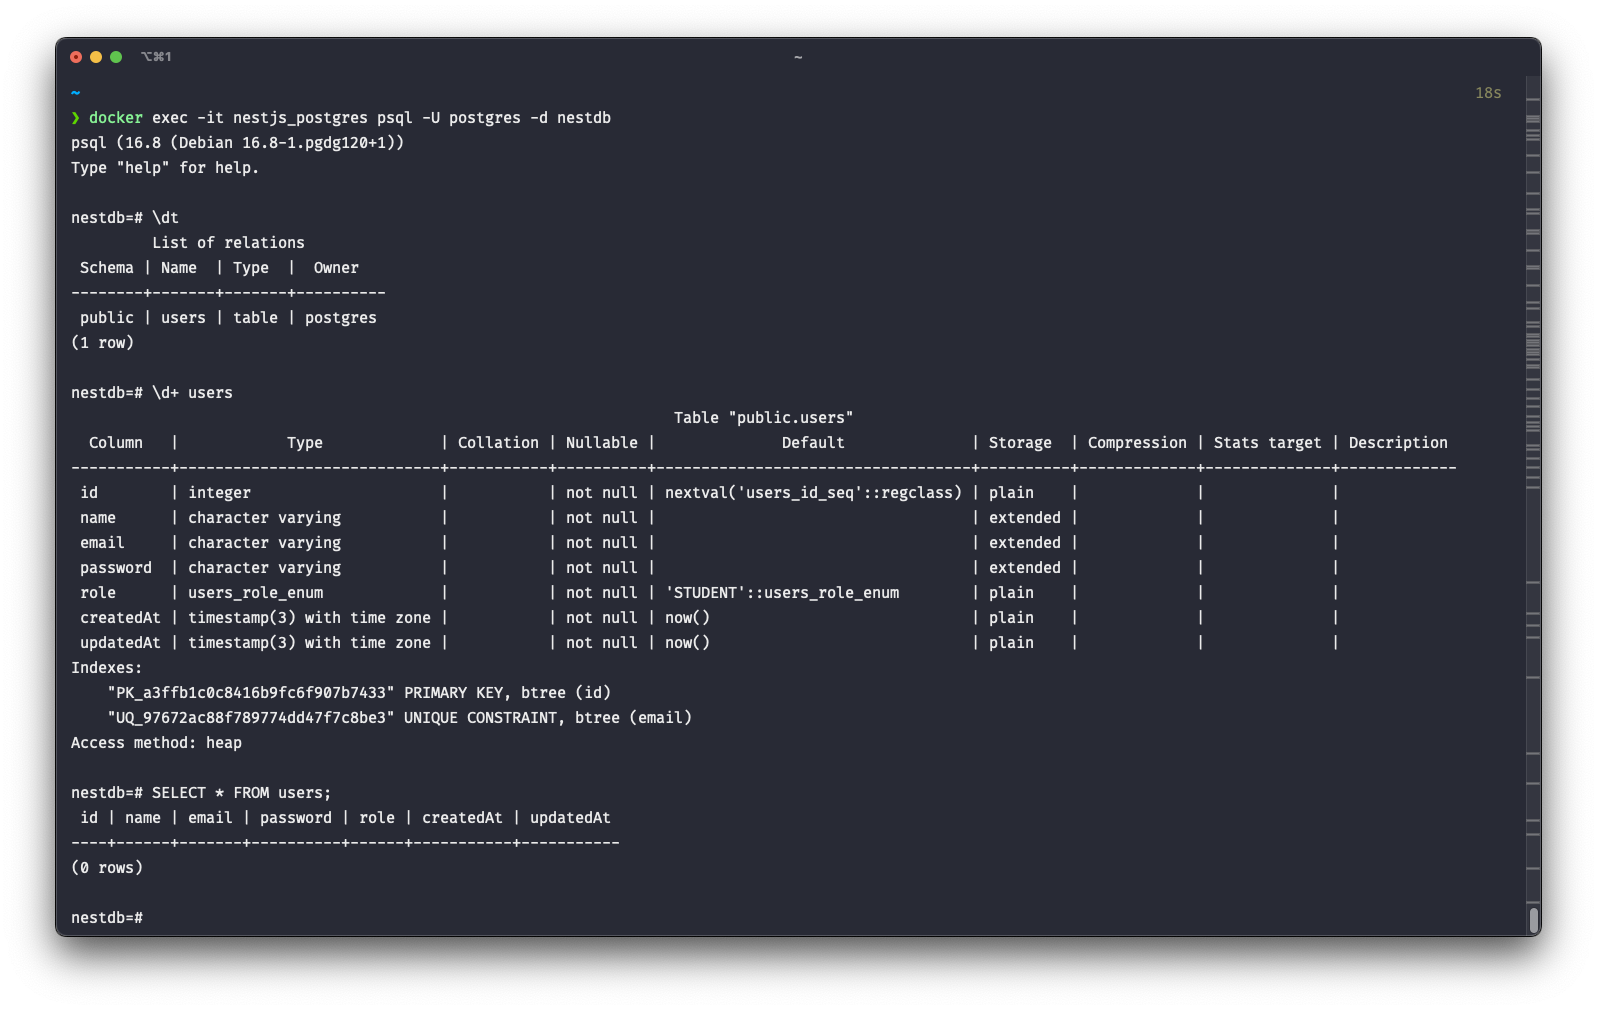 ⌥⌘1
~
~
18s
❯ docker exec -it nestjs_postgres psql -U postgres -d nestdb
psql (16.8 (Debian 16.8-1.pgdg120+1))
Type "help" for help.
nestdb=# \dt
         List of relations
 Schema | Name  | Type  |  Owner
--------+-------+-------+----------
 public | users | table | postgres
(1 row)
nestdb=# \d+ users
                                                                   Table "public.users"
  Column   |            Type             | Collation | Nullable |              Default              | Storage  | Compression | Stats target | Description
-----------+-----------------------------+-----------+----------+-----------------------------------+----------+-------------+--------------+-------------
 id        | integer                     |           | not null | nextval('users_id_seq'::regclass) | plain    |             |              |
 name      | character varying           |           | not null |                                   | extended |             |              |
 email     | character varying           |           | not null |                                   | extended |             |              |
 password  | character varying           |           | not null |                                   | extended |             |              |
 role      | users_role_enum             |           | not null | 'STUDENT'::users_role_enum        | plain    |             |              |
 createdAt | timestamp(3) with time zone |           | not null | now()                             | plain    |             |              |
 updatedAt | timestamp(3) with time zone |           | not null | now()                             | plain    |             |              |
Indexes:
    "PK_a3ffb1c0c8416b9fc6f907b7433" PRIMARY KEY, btree (id)
    "UQ_97672ac88f789774dd47f7c8be3" UNIQUE CONSTRAINT, btree (email)
Access method: heap
nestdb=# SELECT * FROM users;
 id | name | email | password | role | createdAt | updatedAt
----+------+-------+----------+------+-----------+-----------
(0 rows)
nestdb=#